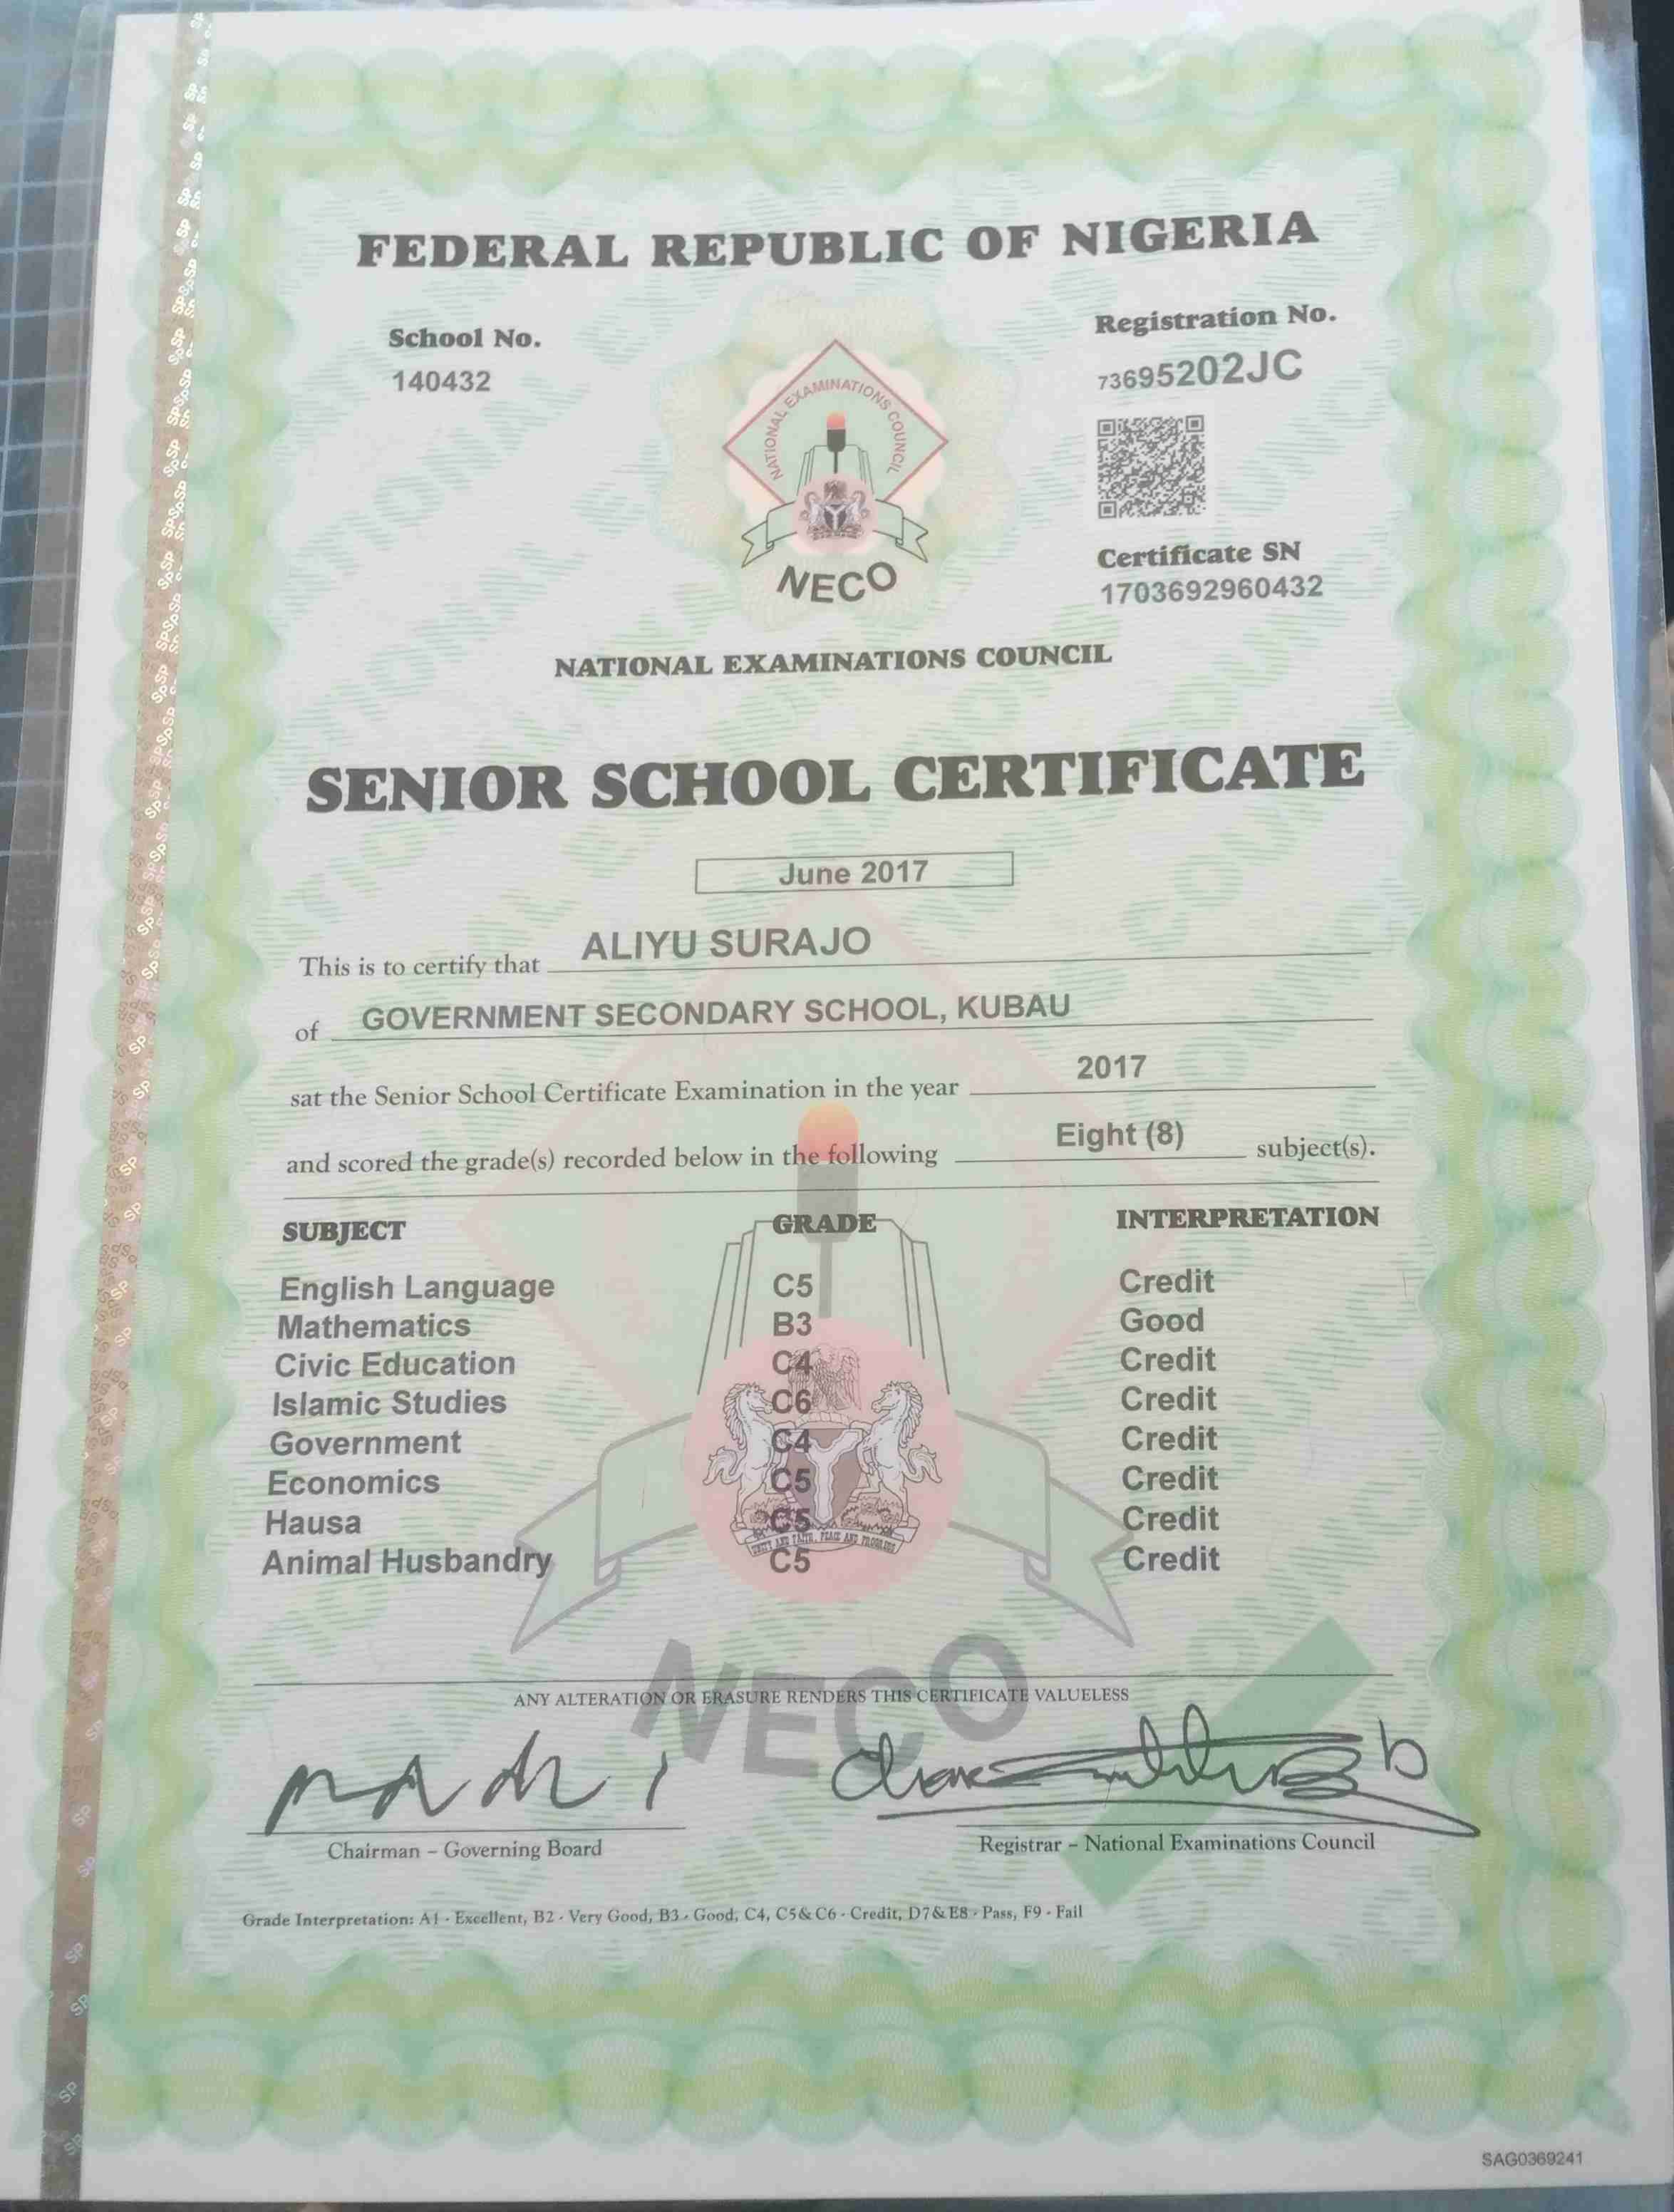 FEDERAL REPUBLIC OF NIGERIA
School No.
140432
Registration No.
73695202JC
NATIONAL EXAMINATIONS COUNCIL
NECO
Certificate SN
1703692960432
NATIONAL EXAMINATIONS COUNCIL
SENIOR SCHOOL CERTIFICATE
June 2017
This is to certify that ALIYU SURAJO
of GOVERNMENT SECONDARY SCHOOL, KUBAU
sat the Senior School Certificate Examination in the year 2017
and scored the grade(s) recorded below in the following Eight (8) subject(s).
SUBJECT GRADE INTERPRETATION
English Language C5 Credit
Mathematics B3 Good
Civic Education C4 Credit
Islamic Studies C6 Credit
Government C4 Credit
Economics C5 Credit
Hausa C5 Credit
UNITY AND FAITH, PEACE AND PROGRESS
Animal Husbandry C5 Credit
NECO
ANY ALTERATION OR ERASURE RENDERS THIS CERTIFICATE VALUELESS
Chairman – Governing Board
Registrar – National Examinations Council
Grade Interpretation: A1 - Excellent, B2 - Very Good, B3 - Good, C4, C5& C6 - Credit, D7& E8 - Pass, F9 - Fail
SAG0369241